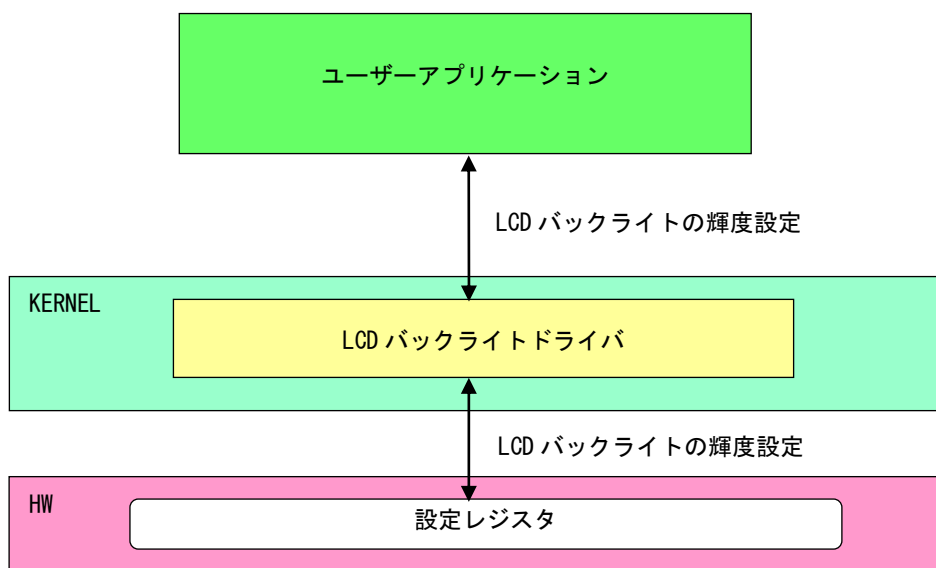 ユーザーアプリケーション
LCD バックライトの輝度設定
KERNEL
LCD バックライトドライバ
LCD バックライトの輝度設定
HW
設定レジスタ